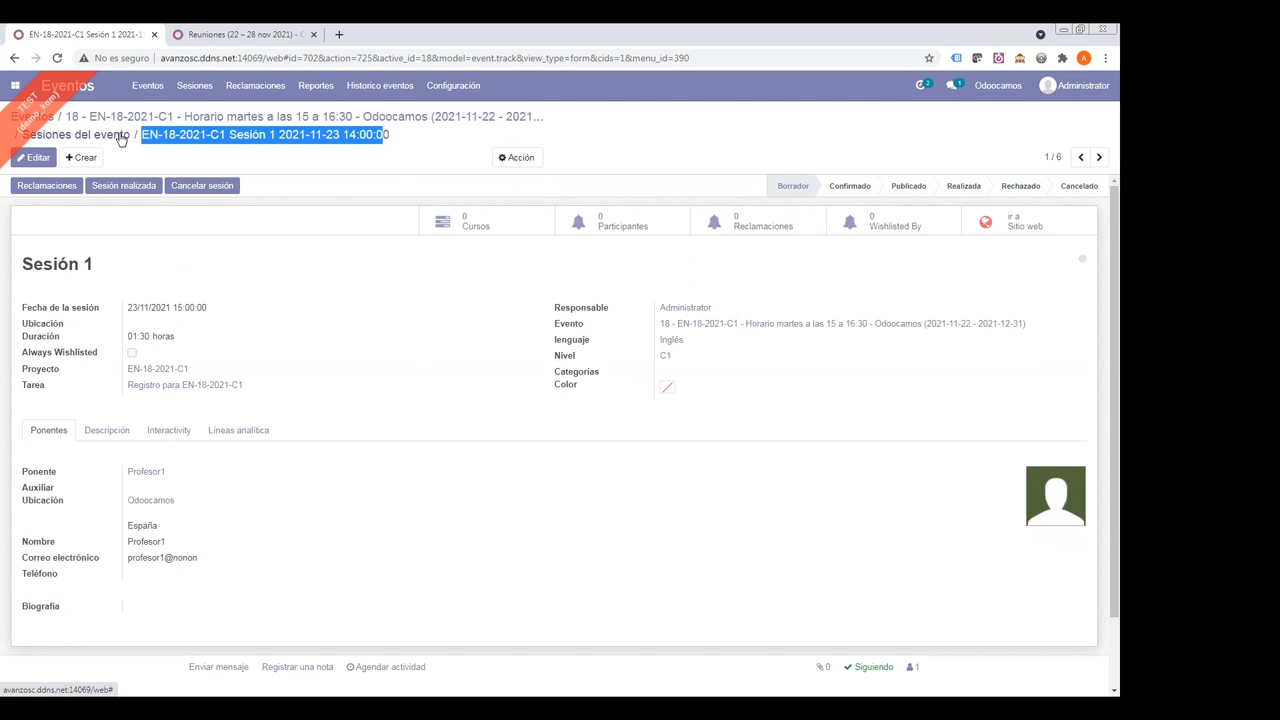 EN-18-2021-C1 Sesión 1 2021-1
Reuniones (22 – 28 nov 2021) -
No es seguro avanzosc.ddns.net:14069/web#id=702&action=725&active_id=18&model=event.track&view_type=form&cids=1&menu_id=390
Eventos Eventos Sesiones Reclamaciones Reportes Histórico eventos Configuración 2 1 Odoocamos Administrator
TEST
Eventos / 18 - EN-18-2021-C1 - Horario martes a las 15 a 16:30 - Odoocamos (2021-11-22 - 2021…
/ Sesiones del evento / EN-18-2021-C1 Sesión 1 2021-11-23 14:00:00
Editar + Crear Acción 1 / 6
Reclamaciones Sesión realizada Cancelar sesión Borrador Confirmado Publicado Realizada Rechazado Cancelado
0 Cursos
0 Participantes
0 Reclamaciones
0 Wishlisted By
ir a Sitio web
Sesión 1
Fecha de la sesión 23/11/2021 15:00:00
Ubicación
Duración 01:30 horas
Always Wishlisted
Proyecto EN-18-2021-C1
Tarea Registro para EN-18-2021-C1
Responsable Administrator
Evento 18 - EN-18-2021-C1 - Horario martes a las 15 a 16:30 - Odoocamos (2021-11-22 - 2021-12-31)
lenguaje Inglés
Nivel C1
Categorías
Color
Ponentes Descripción Interactivity Líneas analítica
Ponente Profesor1
Auxiliar
Ubicación Odoocamos
España
Nombre Profesor1
Correo electrónico profesor1@nonon
Teléfono
Biografía
Enviar mensaje Registrar una nota Agendar actividad 0 Siguiendo 1
avanzosc.ddns.net:14069/web#